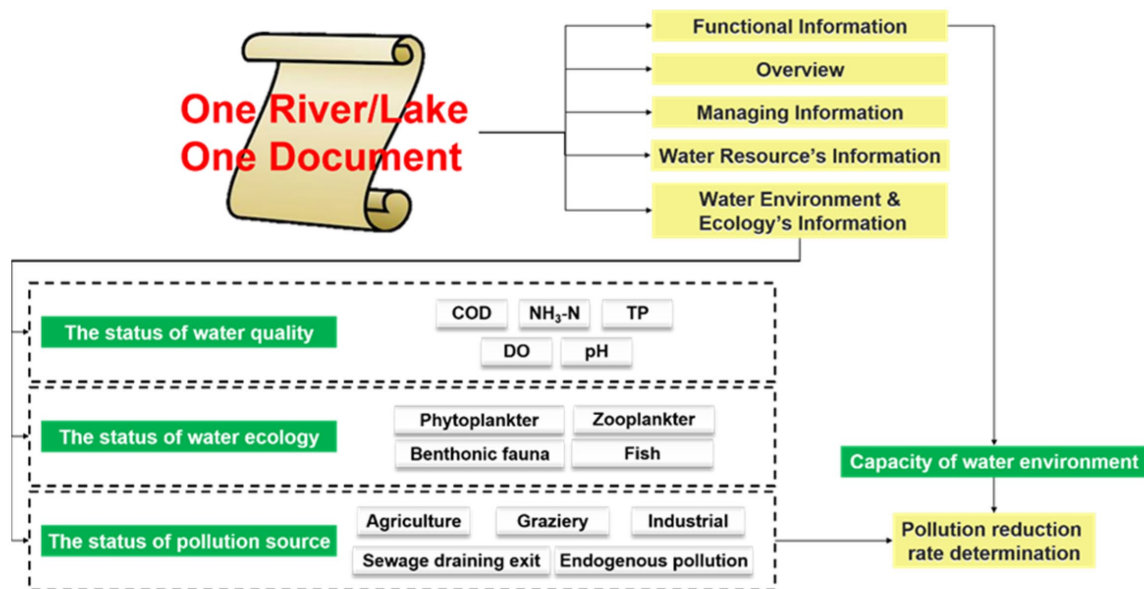 One River/Lake
One Document
Functional Information
Overview
Managing Information
Water Resource's Information
Water Environment &
Ecology's Information
The status of water quality
COD
NH₃-N
TP
DO
pH
The status of water ecology
Phytoplankter
Zooplankter
Benthonic fauna
Fish
The status of pollution source
Agriculture
Graziery
Industrial
Sewage draining exit
Endogenous pollution
Capacity of water environment
Pollution reduction
rate determination